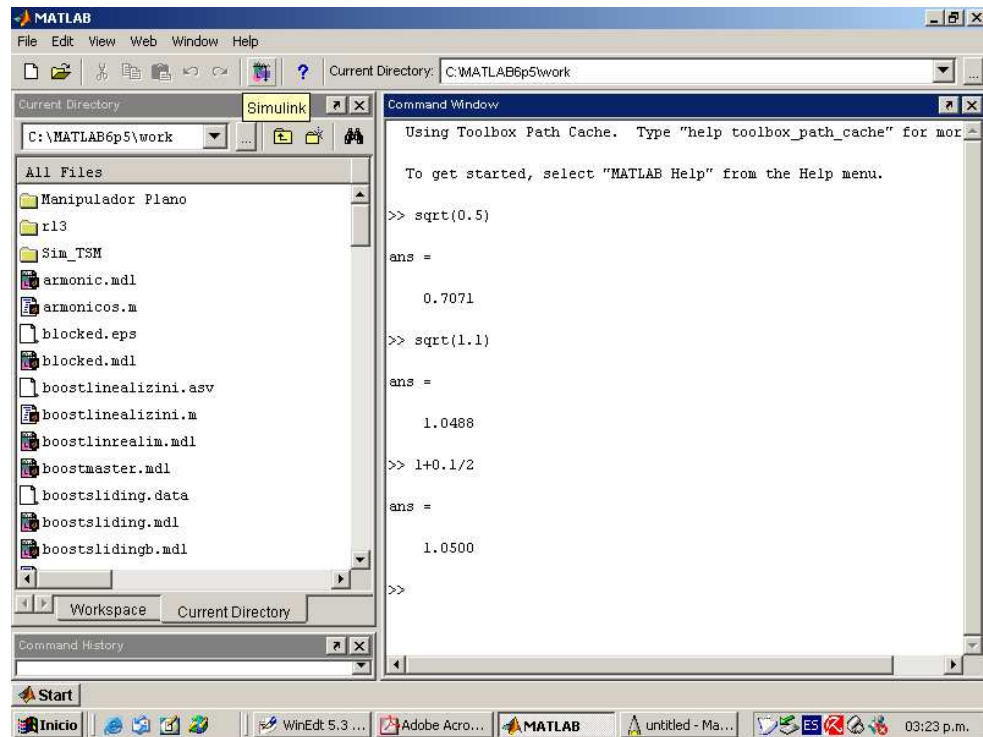 MATLAB
File Edit View Web Window Help
? Current Directory: C:\MATLAB6p5\work ...
Current Directory
Simulink
C:\MATLAB6p5\work ...
All Files
Manipulador Plano
rl3
Sim_TSM
armonic.mdl
armonicos.m
blocked.eps
blocked.mdl
boostlinealizini.asv
boostlinealizini.m
boostlinrealim.mdl
boostmaster.mdl
boostsliding.data
boostsliding.mdl
boostslidingb.mdl
Workspace Current Directory
Command History
Command Window
Using Toolbox Path Cache. Type "help toolbox_path_cache" for mor
To get started, select "MATLAB Help" from the Help menu.
>> sqrt(0.5)
ans =
0.7071
>> sqrt(1.1)
ans =
1.0488
>> 1+0.1/2
ans =
1.0500
>>
Start
Inicio WinEdt 5.3 ... Adobe Acro... MATLAB untitled - Ma... ES 03:23 p.m.